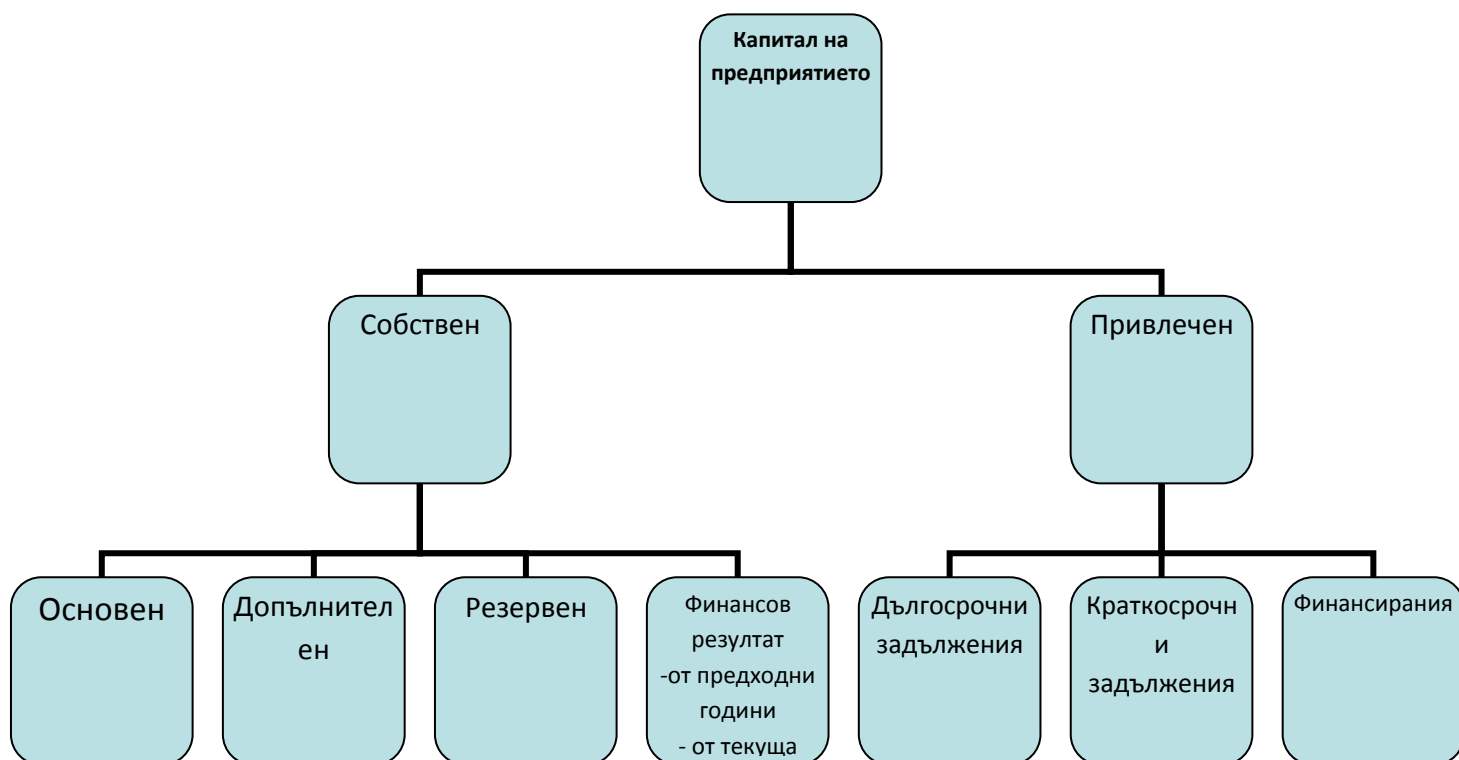 Капитал на
предприятието
Собствен
Привлечен
Основен
Допълнител
ен
Резервен
Финансов
резултат
-от предходни
години
- от текуща
Дългосрочни
задължения
Краткосрочн
и
задължения
Финансирания